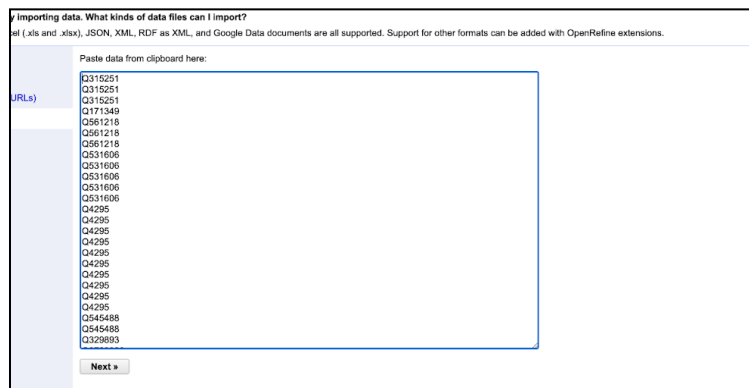 y importing data. What kinds of data files can I import?
el (.xls and .xlsx), JSON, XML, RDF as XML, and Google Data documents are all supported. Support for other formats can be added with OpenRefine extensions.
Paste data from clipboard here:
URLs)
Q315251
Q315251
Q315251
Q171349
Q561218
Q561218
Q561218
Q531606
Q531606
Q531606
Q531606
Q531606
Q4295
Q4295
Q4295
Q4295
Q4295
Q4295
Q4295
Q4295
Q4295
Q4295
Q545488
Q545488
Q329893
Next »